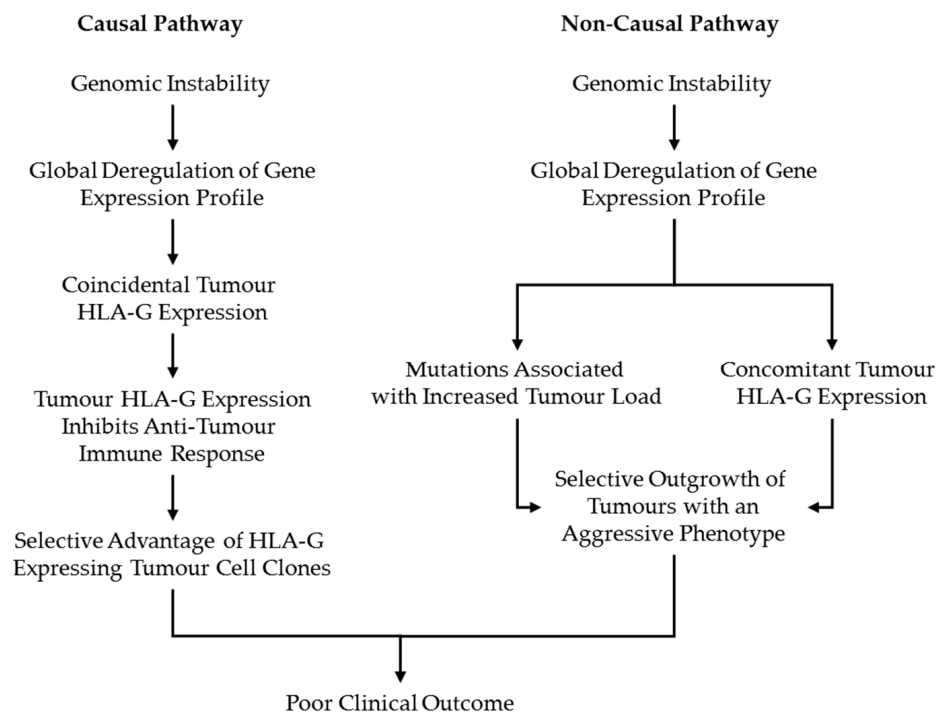 Causal Pathway
Genomic Instability
Global Deregulation of Gene
Expression Profile
Coincidental Tumour
HLA-G Expression
Tumour HLA-G Expression
Inhibits Anti-Tumour
Immune Response
Selective Advantage of HLA-G
Expressing Tumour Cell Clones
Non-Causal Pathway
Genomic Instability
Global Deregulation of Gene
Expression Profile
Mutations Associated
with Increased Tumour Load
Concomitant Tumour
HLA-G Expression
Selective Outgrowth of
Tumours with an
Aggressive Phenotype
Poor Clinical Outcome